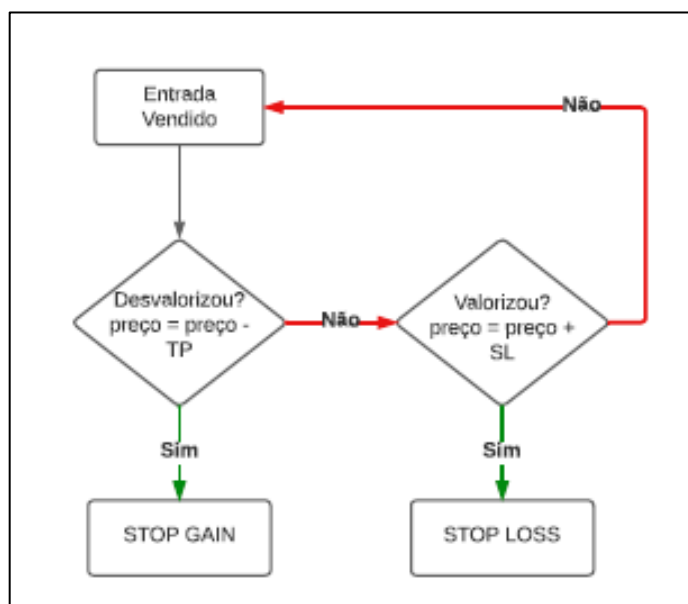 Entrada
Vendido
Não
Desvalorizou?
preço = preço -
TP
Não
Valorizou?
preço = preço +
SL
Sim
Sim
STOP GAIN
STOP LOSS